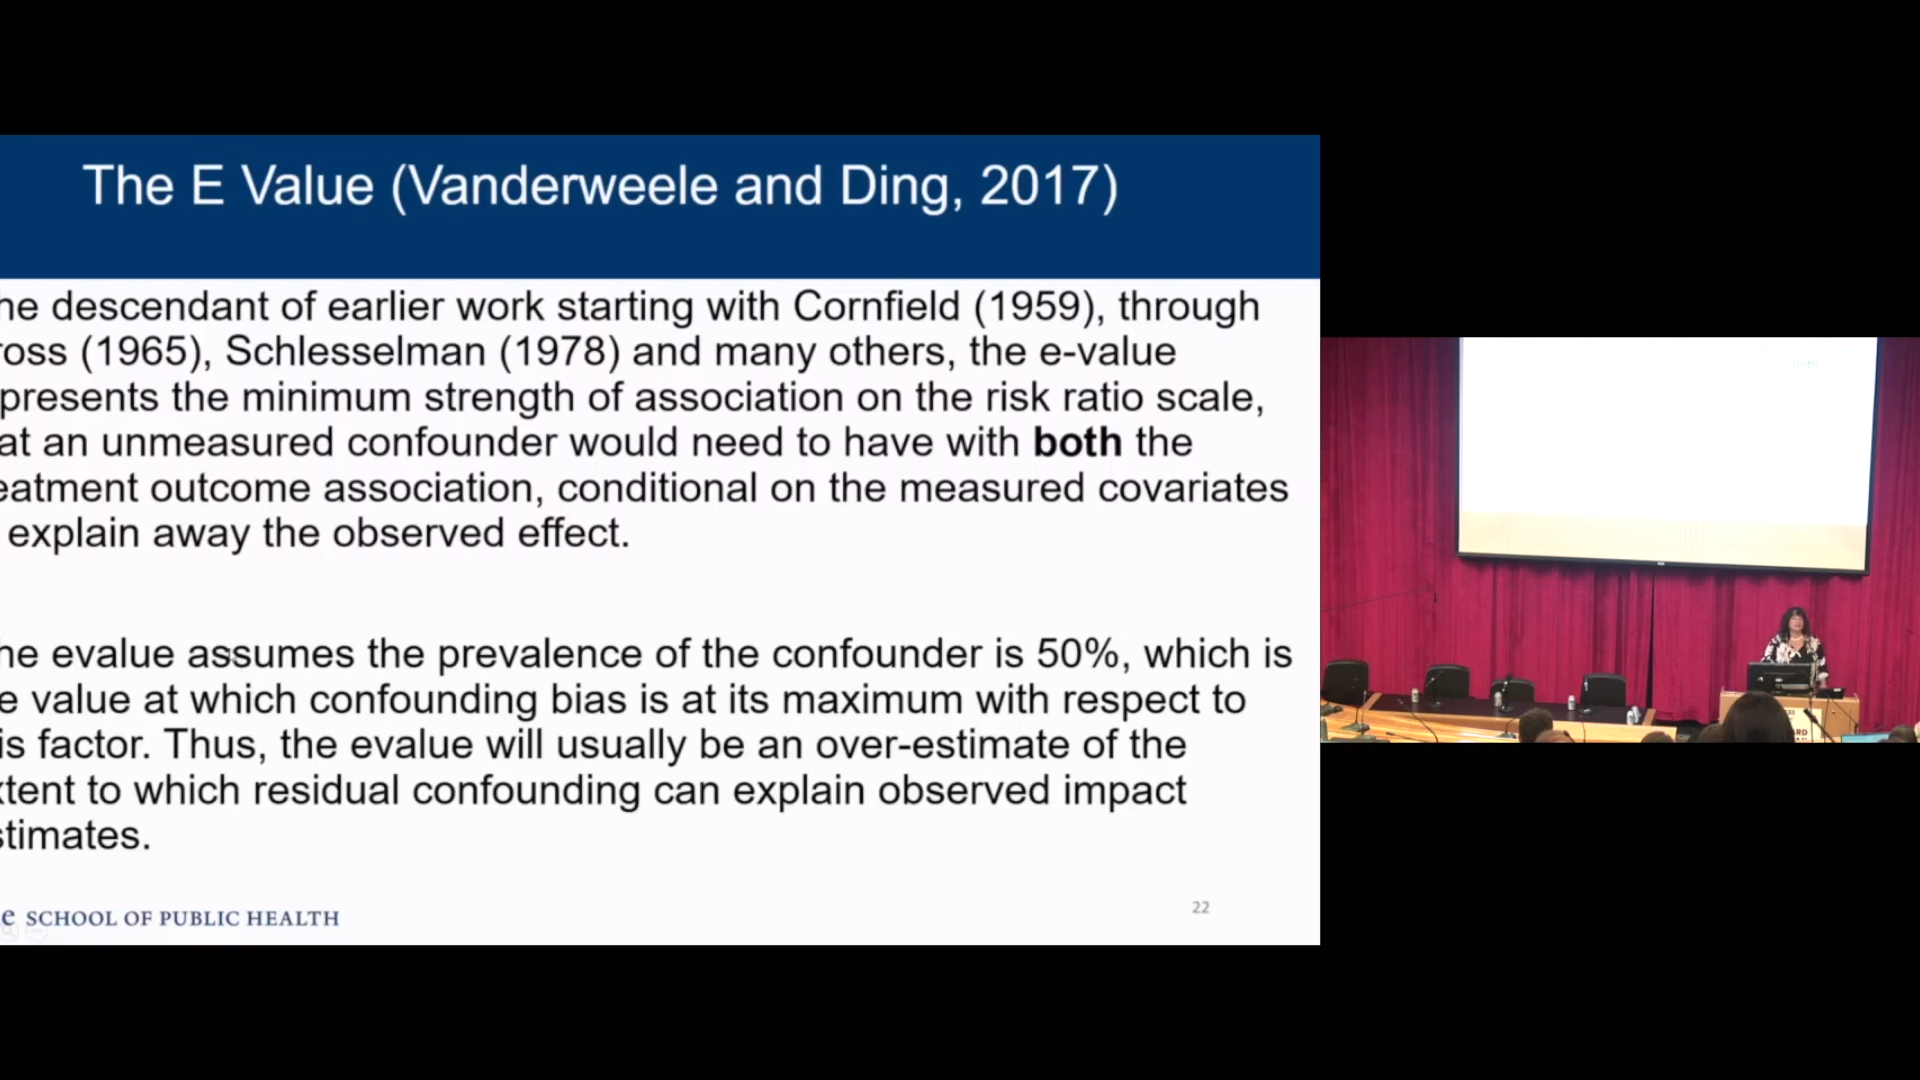 The E Value (Vanderweele and Ding, 2017)
he descendant of earlier work starting with Cornfield (1959), through
ross (1965), Schlesselman (1978) and many others, the e-value
presents the minimum strength of association on the risk ratio scale,
at an unmeasured confounder would need to have with both the
eatment outcome association, conditional on the measured covariates
explain away the observed effect.
he evalue assumes the prevalence of the confounder is 50%, which is
e value at which confounding bias is at its maximum with respect to
is factor. Thus, the evalue will usually be an over-estimate of the
xtent to which residual confounding can explain observed impact
stimates.
e SCHOOL OF PUBLIC HEALTH
22